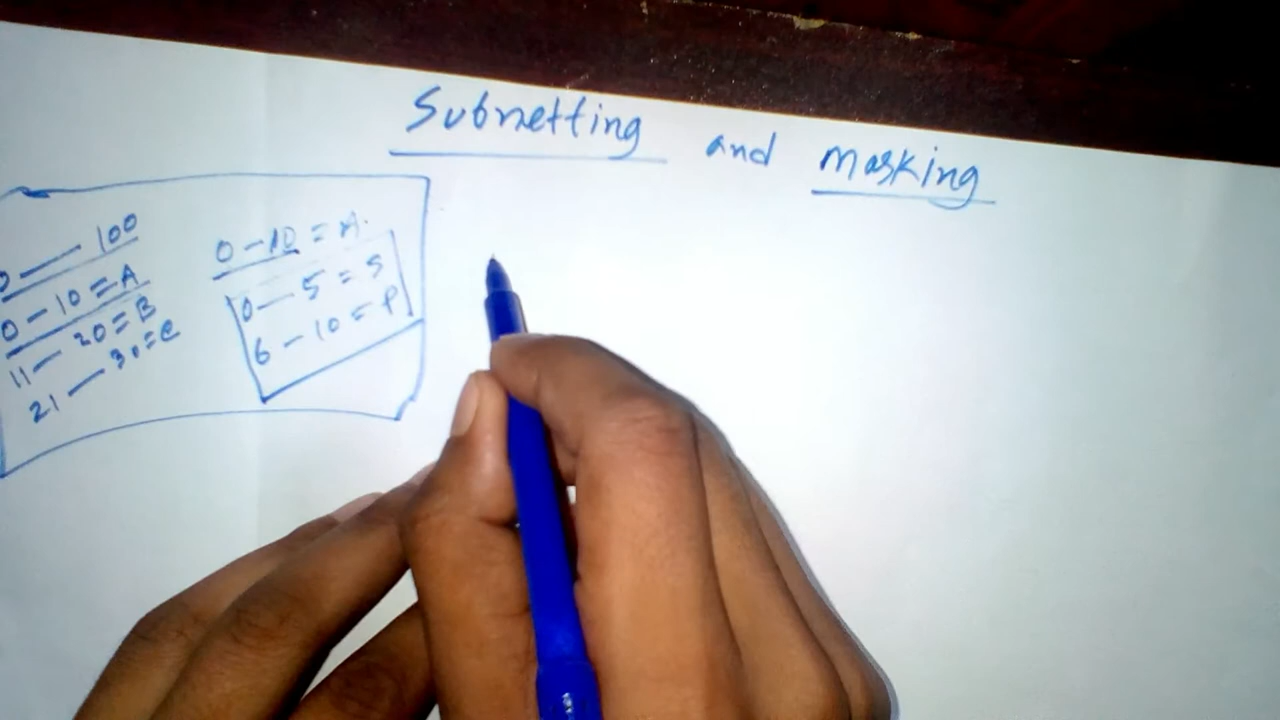 Subnetting and masking
0 — 100
0 - 10 = A
11 — 20 = B
21 — 30 = C
0 - 10 = A.
0 — 5 = S
6 - 10 = P